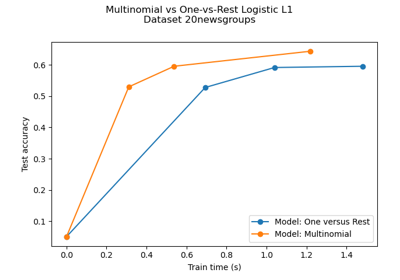 Multinomial vs One-vs-Rest Logistic L1
Dataset 20newsgroups
Test accuracy
0.6
0.5
0.4
0.3
0.2
0.1
Model: One versus Rest
Model: Multinomial
0.0 0.2 0.4 0.6 0.8 1.0 1.2 1.4
Train time (s)